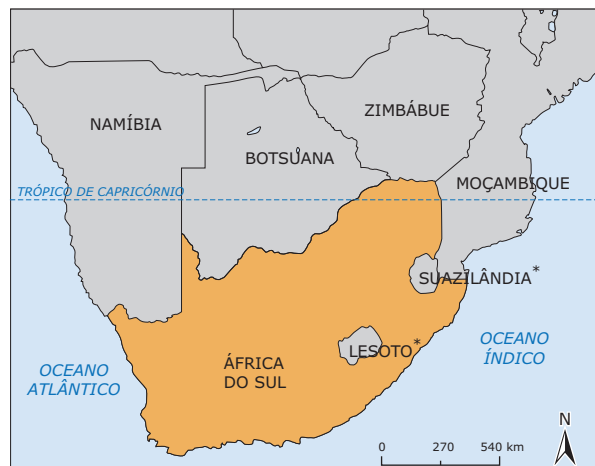 ZIMBÁBUE
NAMÍBIA
BOTSUANA
MOÇAMBIQUE
TRÓPICO DE CAPRICÓRNIO
SUAZILÂNDIA*
LESOTO*
OCEANO
ÍNDICO
ÁFRICA
DO SUL
OCEANO
ATLÂNTICO
N
0 270 540 km